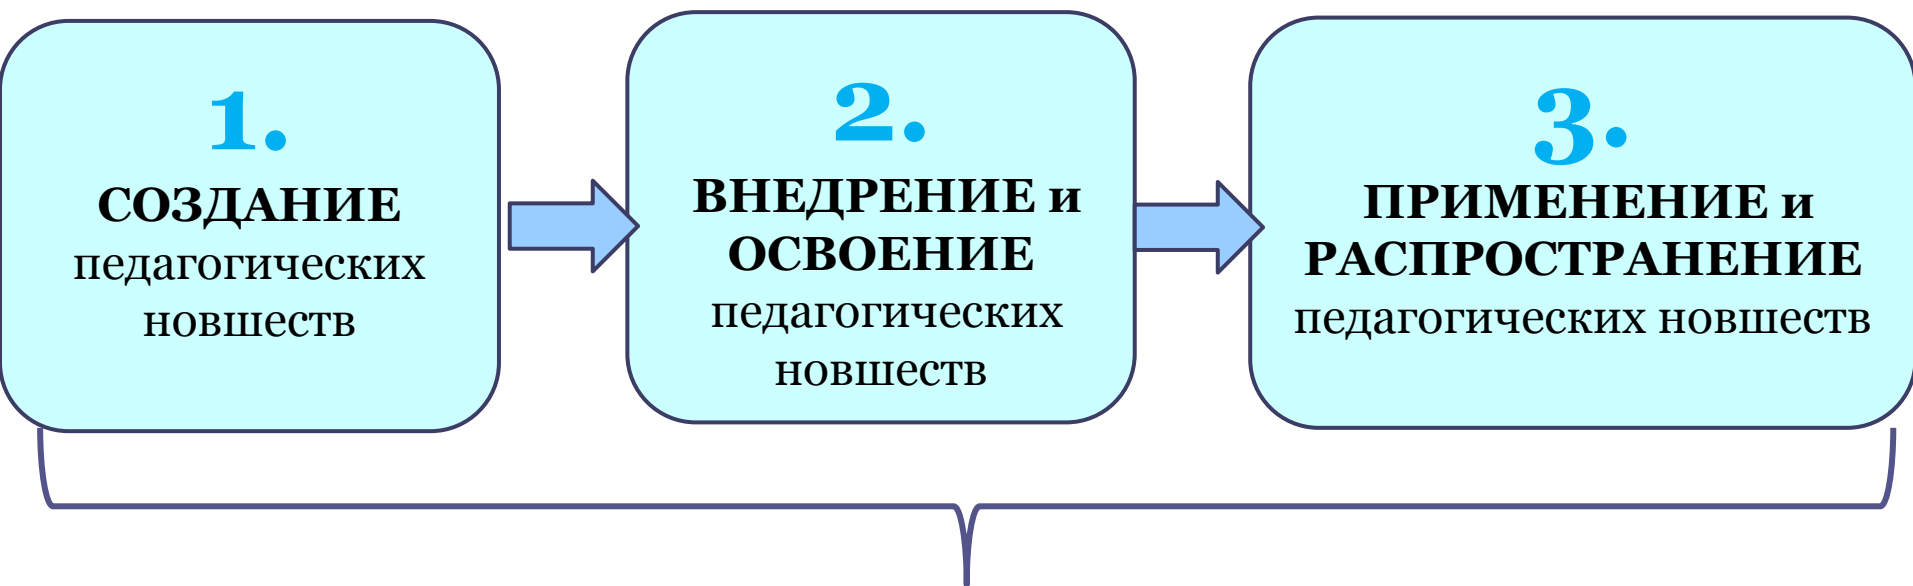 1.
СОЗДАНИЕ
педагогических
новшеств
2.
ВНЕДРЕНИЕ и
ОСВОЕНИЕ
педагогических
новшеств
3.
ПРИМЕНЕНИЕ и
РАСПРОСТРАНЕНИЕ
педагогических новшеств